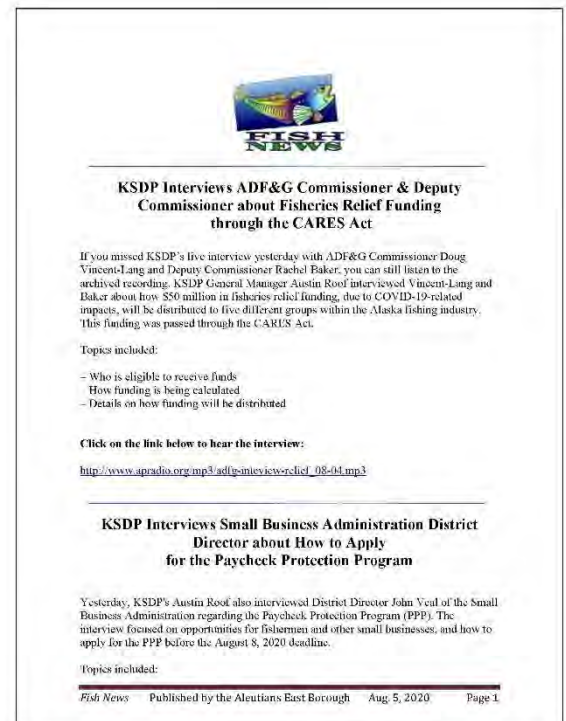 FISH
NEWS
KSDP Interviews ADF&G Commissioner & Deputy
Commissioner about Fisheries Relief Funding
through the CARES Act
If you missed KSDP's live interview yesterday with ADF&G Commissioner Doug
Vincent-Lang and Deputy Commissioner Rachel Baker, you can still listen to the
archived recording. KSDP General Manager Austin Roof interviewed Vincent-Lang and
Baker about how $50 million in fisheries relief funding, due to COVID-19-related
impacts, will be distributed to five different groups within the Alaska fishing industry.
This funding was passed through the CARES Act.
Topics included:
– Who is eligible to receive funds
How funding is being calculated
– Details on how funding will be distributed
Click on the link below to hear the interview:
http://www.apradio.org/mp3/adfg-inteview-relief_08-04.mp3
KSDP Interviews Small Business Administration District
Director about How to Apply
for the Paycheck Protection Program
Yesterday, KSDP's Austin Roof also interviewed District Director John Veal of the Small
Business Administration regarding the Paycheck Protection Program (PPP). The
interview focused on opportunities for fishermen and other small businesses, and how to
apply for the PPP before the August 8, 2020 deadline.
Topics included:
Fish News Published by the Aleutians East Borough Aug. 5, 2020 Page 1